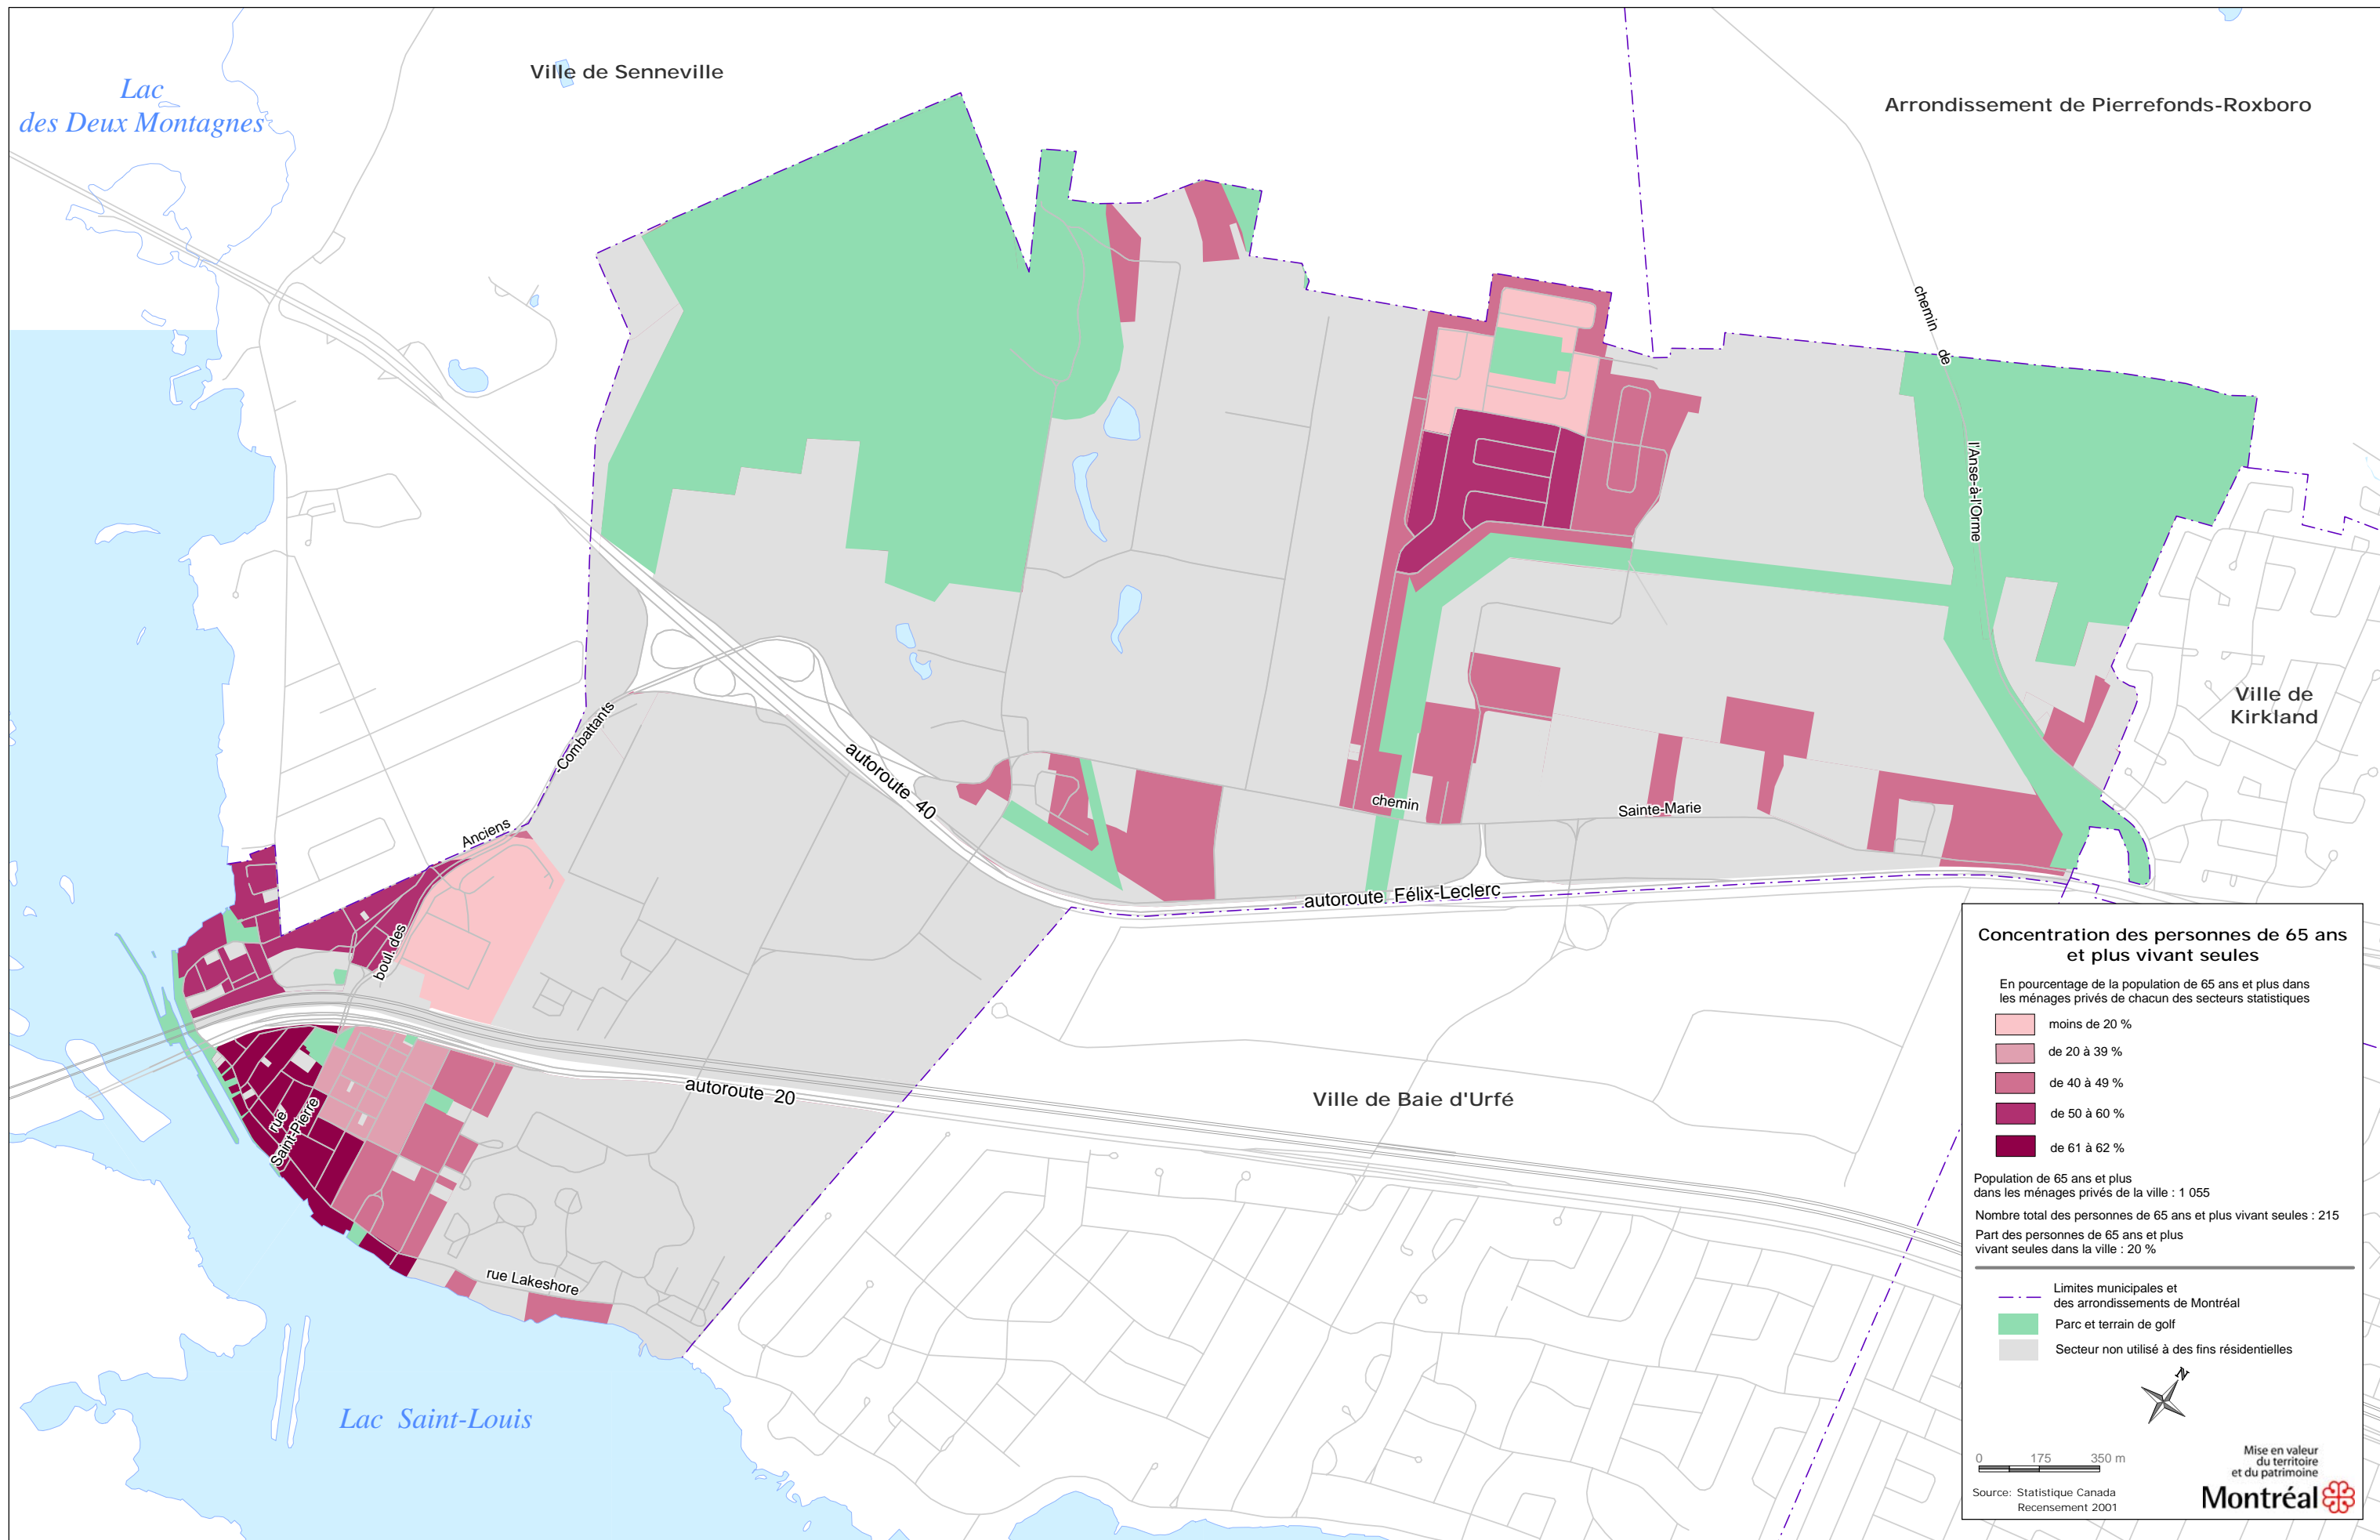 Lac
des Deux Montagnes
Ville de Senneville
Arrondissement de Pierrefonds-Roxboro
chemin de
l'Anse-à-l'Orme
Ville de
Kirkland
-Combattants
Anciens
boul.des
autoroute 40
chemin
Sainte-Marie
autoroute Félix-Leclerc
autoroute 20
Ville de Baie d'Urfé
rue
Saint-Pierre
rue Lakeshore
Lac Saint-Louis
Concentration des personnes de 65 ans
et plus vivant seules
En pourcentage de la population de 65 ans et plus dans
les ménages privés de chacun des secteurs statistiques
moins de 20 %
de 20 à 39 %
de 40 à 49 %
de 50 à 60 %
de 61 à 62 %
Population de 65 ans et plus
dans les ménages privés de la ville : 1 055
Nombre total des personnes de 65 ans et plus vivant seules : 215
Part des personnes de 65 ans et plus
vivant seules dans la ville : 20 %
Limites municipales et
des arrondissements de Montréal
Parc et terrain de golf
Secteur non utilisé à des fins résidentielles
N
0 175 350 m
Source: Statistique Canada
Recensement 2001
Mise en valeur
du territoire
et du patrimoine
Montréal